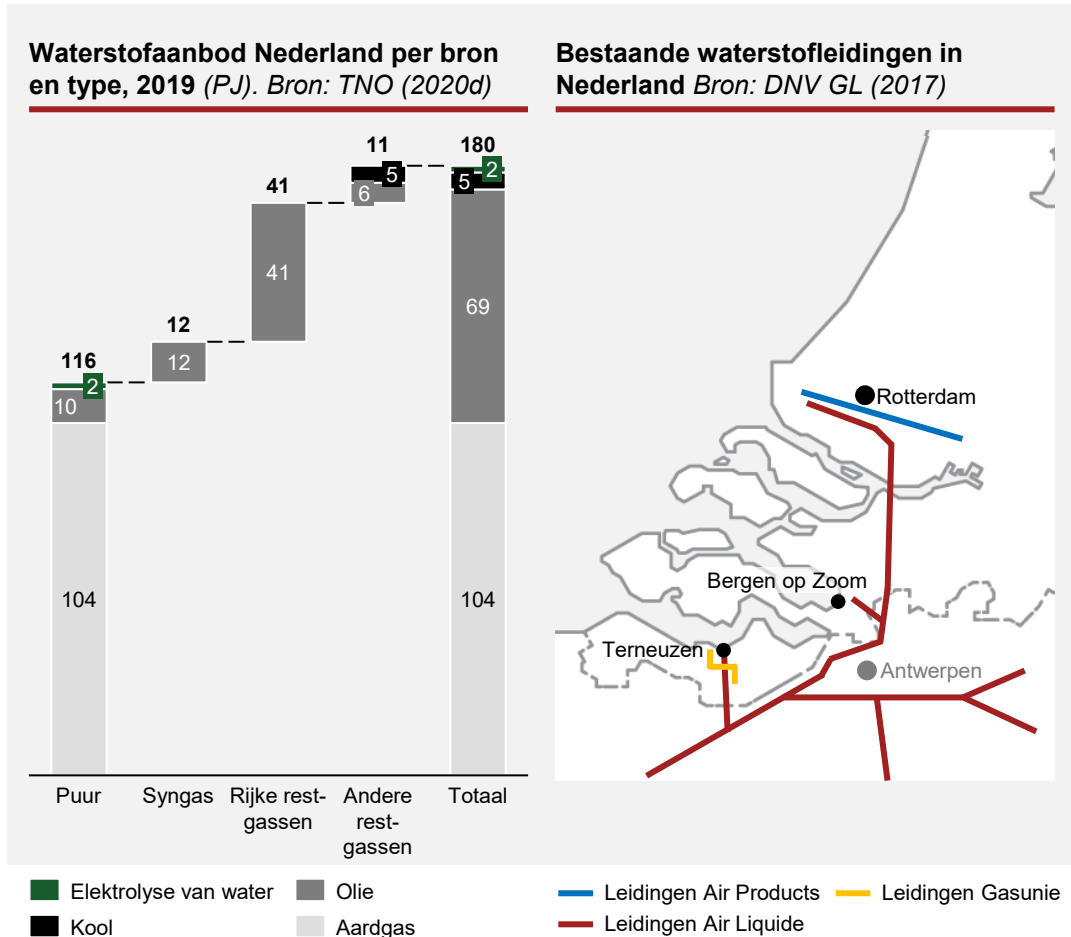 Waterstofaanbod Nederland per bron
en type, 2019 (PJ). Bron: TNO (2020d)
116
2
10
104
12
12
41
41
11
5
6
180
2
5
69
104
Puur
Syngas
Rijke rest-
gassen
Andere
rest-
gassen
Totaal
Elektrolyse van water
Olie
Kool
Aardgas
Bestaande waterstofleidingen in
Nederland Bron: DNV GL (2017)
Rotterdam
Bergen op Zoom
Terneuzen
Antwerpen
Leidingen Air Products
Leidingen Gasunie
Leidingen Air Liquide